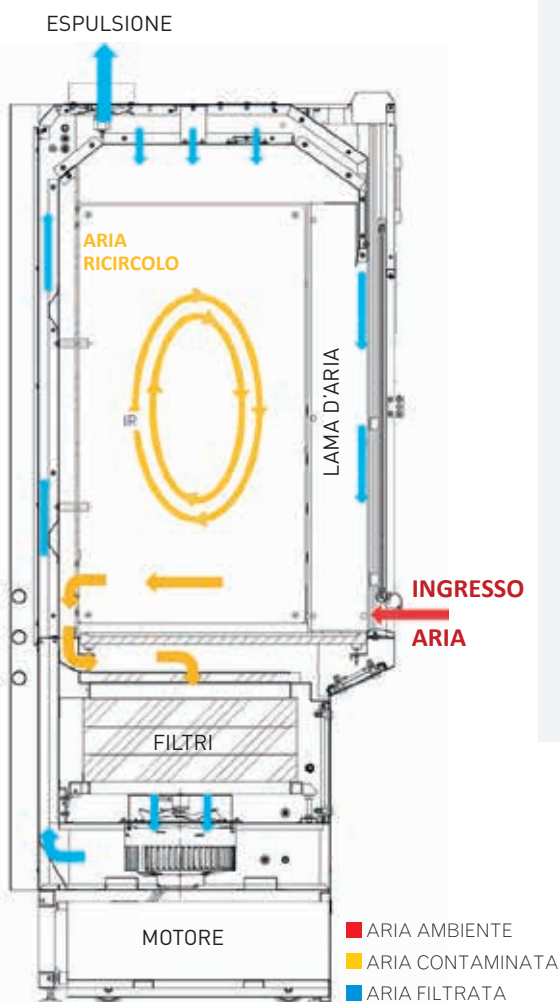 ESPULSIONE
ARIA
RICIRCOLO
IR
LAMA D'ARIA
INGRESSO
ARIA
FILTRI
MOTORE
ARIA AMBIENTE
ARIA CONTAMINATA
ARIA FILTRATA